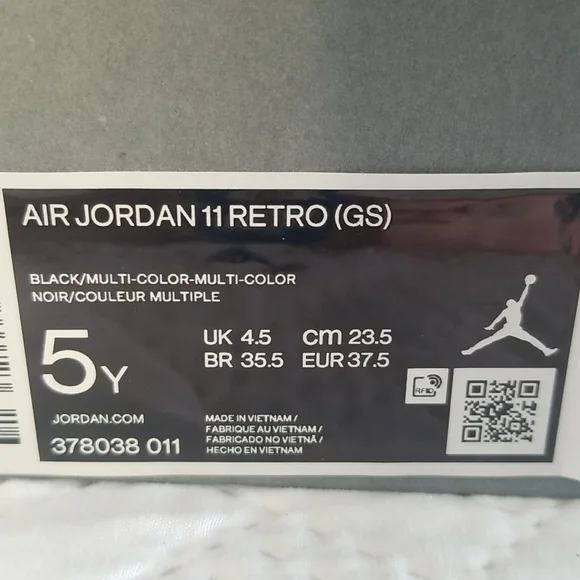 AIR JORDAN 11 RETRO (GS)
BLACK/MULTI-COLOR-MULTI-COLOR
NOIR/COULEUR MULTIPLE
5Y
UK 4.5 cm 23.5
BR 35.5 EUR 37.5
RFID
JORDAN.COM
378038 011
MADE IN VIETNAM /
FABRIQUE AU VIETNAM /
FABRICADO NO VIETNÃ /
HECHO EN VIETNAM